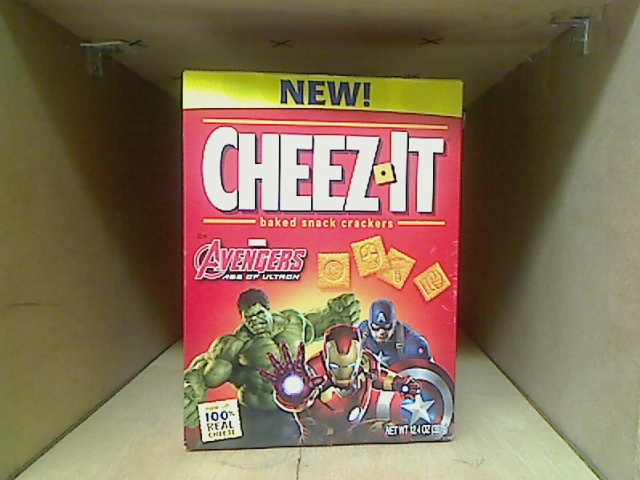 NEW!
CHEEZ-IT
baked snack crackers
AVENGERS
AGE OF ULTRON
A
100%
REAL
CHEESE
NET WT 12.4 OZ